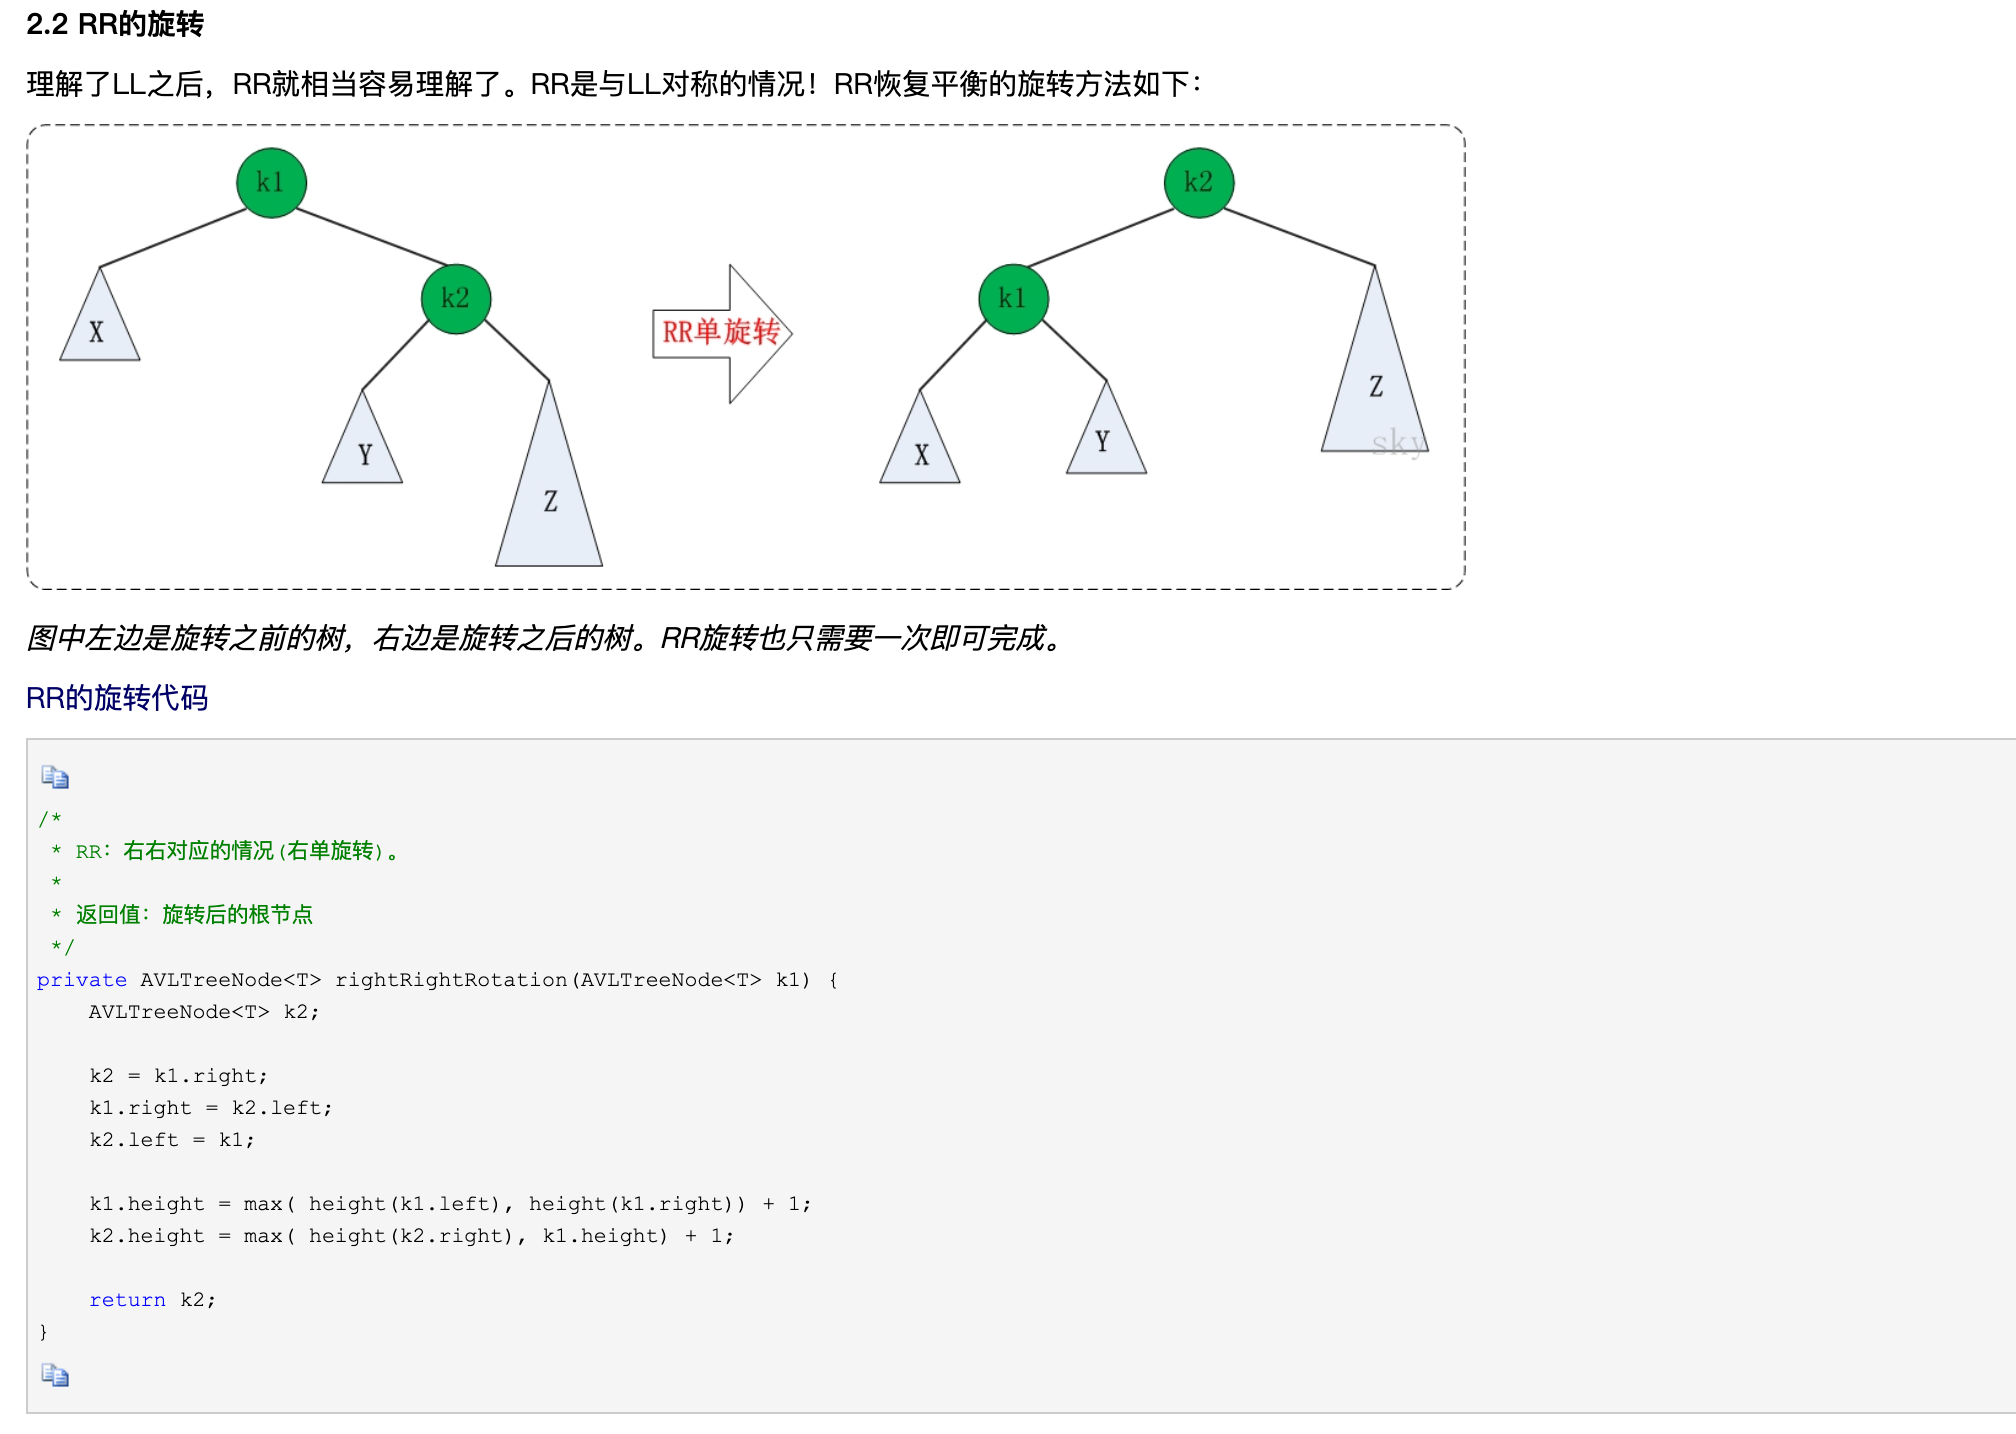 2.2 RR的旋转
理解了LL之后，RR就相当容易理解了。RR是与LL对称的情况！RR恢复平衡的旋转方法如下：
k1
k2
X
k2
RR单旋转
k1
Y
Z
X
Y
Z
sky
图中左边是旋转之前的树，右边是旋转之后的树。RR旋转也只需要一次即可完成。
RR的旋转代码
/*
 * RR：右右对应的情况(右单旋转)。
 *
 * 返回值：旋转后的根节点
 */
private AVLTreeNode<T> rightRightRotation(AVLTreeNode<T> k1) {
    AVLTreeNode<T> k2;
    k2 = k1.right;
    k1.right = k2.left;
    k2.left = k1;
    k1.height = max( height(k1.left), height(k1.right)) + 1;
    k2.height = max( height(k2.right), k1.height) + 1;
    return k2;
}